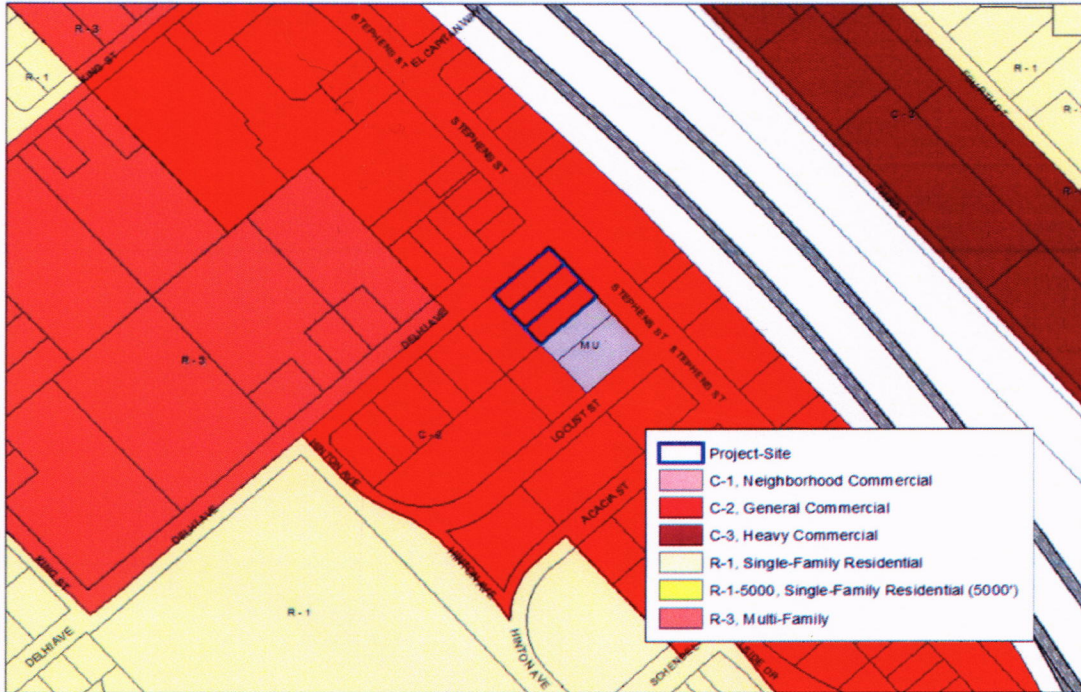 R-3
STEPHENS ST
EL CAPITAN WAY
KING ST
R-1
R-1
C-3
STEPHENS ST
DELHI AVE
STEPHENS ST
MU
STEPHENS ST
R-3
LOCUST ST
C-2
HINTON AVE
ACACIA ST
DELHI AVE
HINTON AVE
KING ST
R-1
DELHI AVE
HINTON AVE
Project-Site
C-1, Neighborhood Commercial
C-2, General Commercial
C-3, Heavy Commercial
R-1, Single-Family Residential
R-1-5000, Single-Family Residential (5000')
R-3, Multi-Family